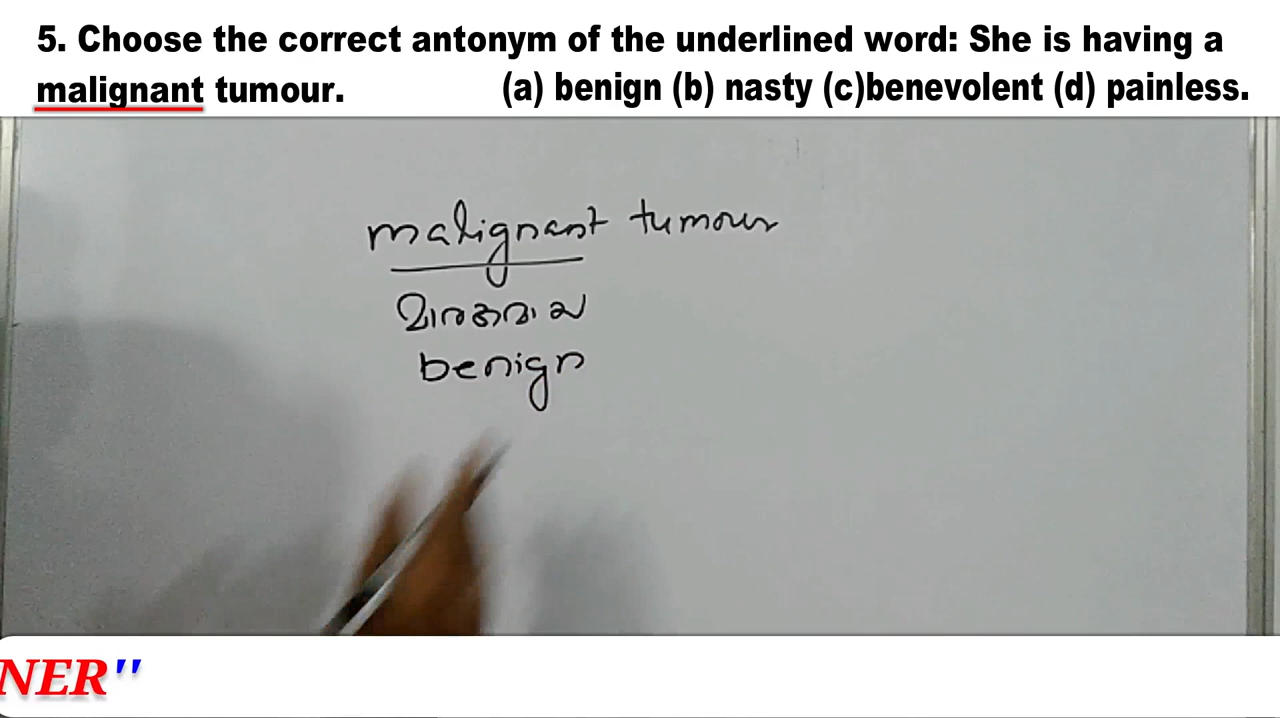 5. Choose the correct antonym of the underlined word: She is having a
malignant tumour. (a) benign (b) nasty (c)benevolent (d) painless.
malignant tumour
മാരകമായ
benign
NER"